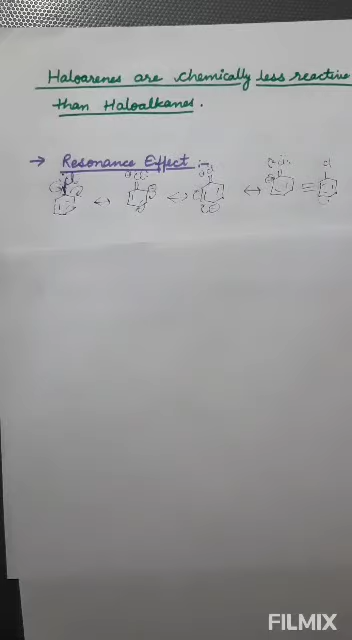 Haloarenes are chemically less reactive
than Haloalkanes.
→ Resonance Effect :-
FILMIX